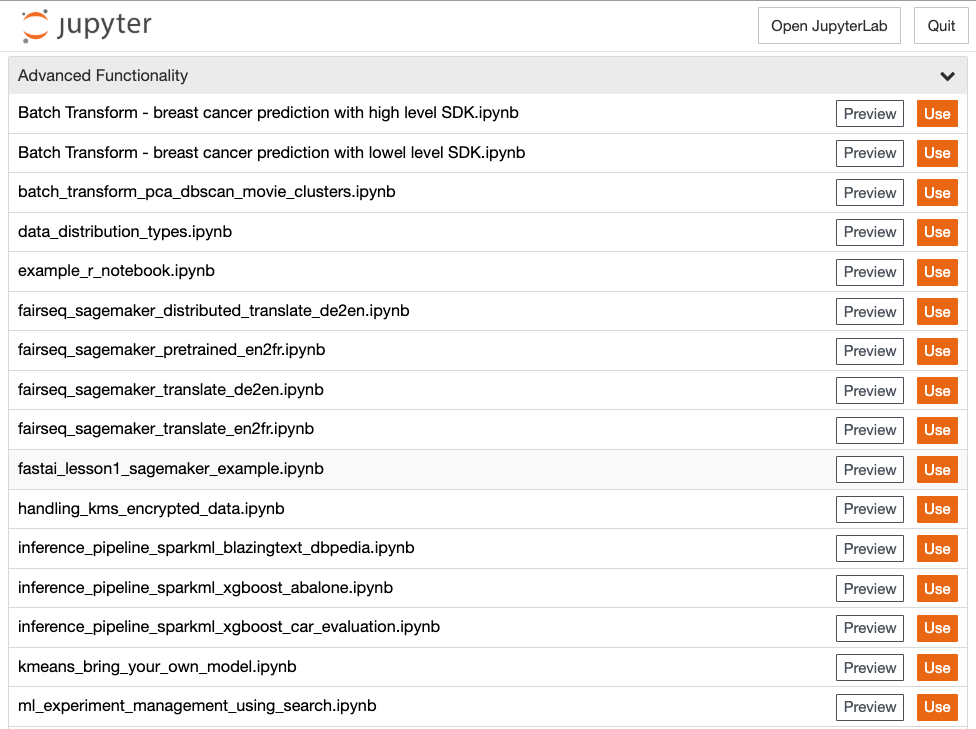 jupyter Open JupyterLab Quit
Advanced Functionality
Batch Transform - breast cancer prediction with high level SDK.ipynb Preview Use
Batch Transform - breast cancer prediction with lowel level SDK.ipynb Preview Use
batch_transform_pca_dbscan_movie_clusters.ipynb Preview Use
data_distribution_types.ipynb Preview Use
example_r_notebook.ipynb Preview Use
fairseq_sagemaker_distributed_translate_de2en.ipynb Preview Use
fairseq_sagemaker_pretrained_en2fr.ipynb Preview Use
fairseq_sagemaker_translate_de2en.ipynb Preview Use
fairseq_sagemaker_translate_en2fr.ipynb Preview Use
fastai_lesson1_sagemaker_example.ipynb Preview Use
handling_kms_encrypted_data.ipynb Preview Use
inference_pipeline_sparkml_blazingtext_dbpedia.ipynb Preview Use
inference_pipeline_sparkml_xgboost_abalone.ipynb Preview Use
inference_pipeline_sparkml_xgboost_car_evaluation.ipynb Preview Use
kmeans_bring_your_own_model.ipynb Preview Use
ml_experiment_management_using_search.ipynb Preview Use